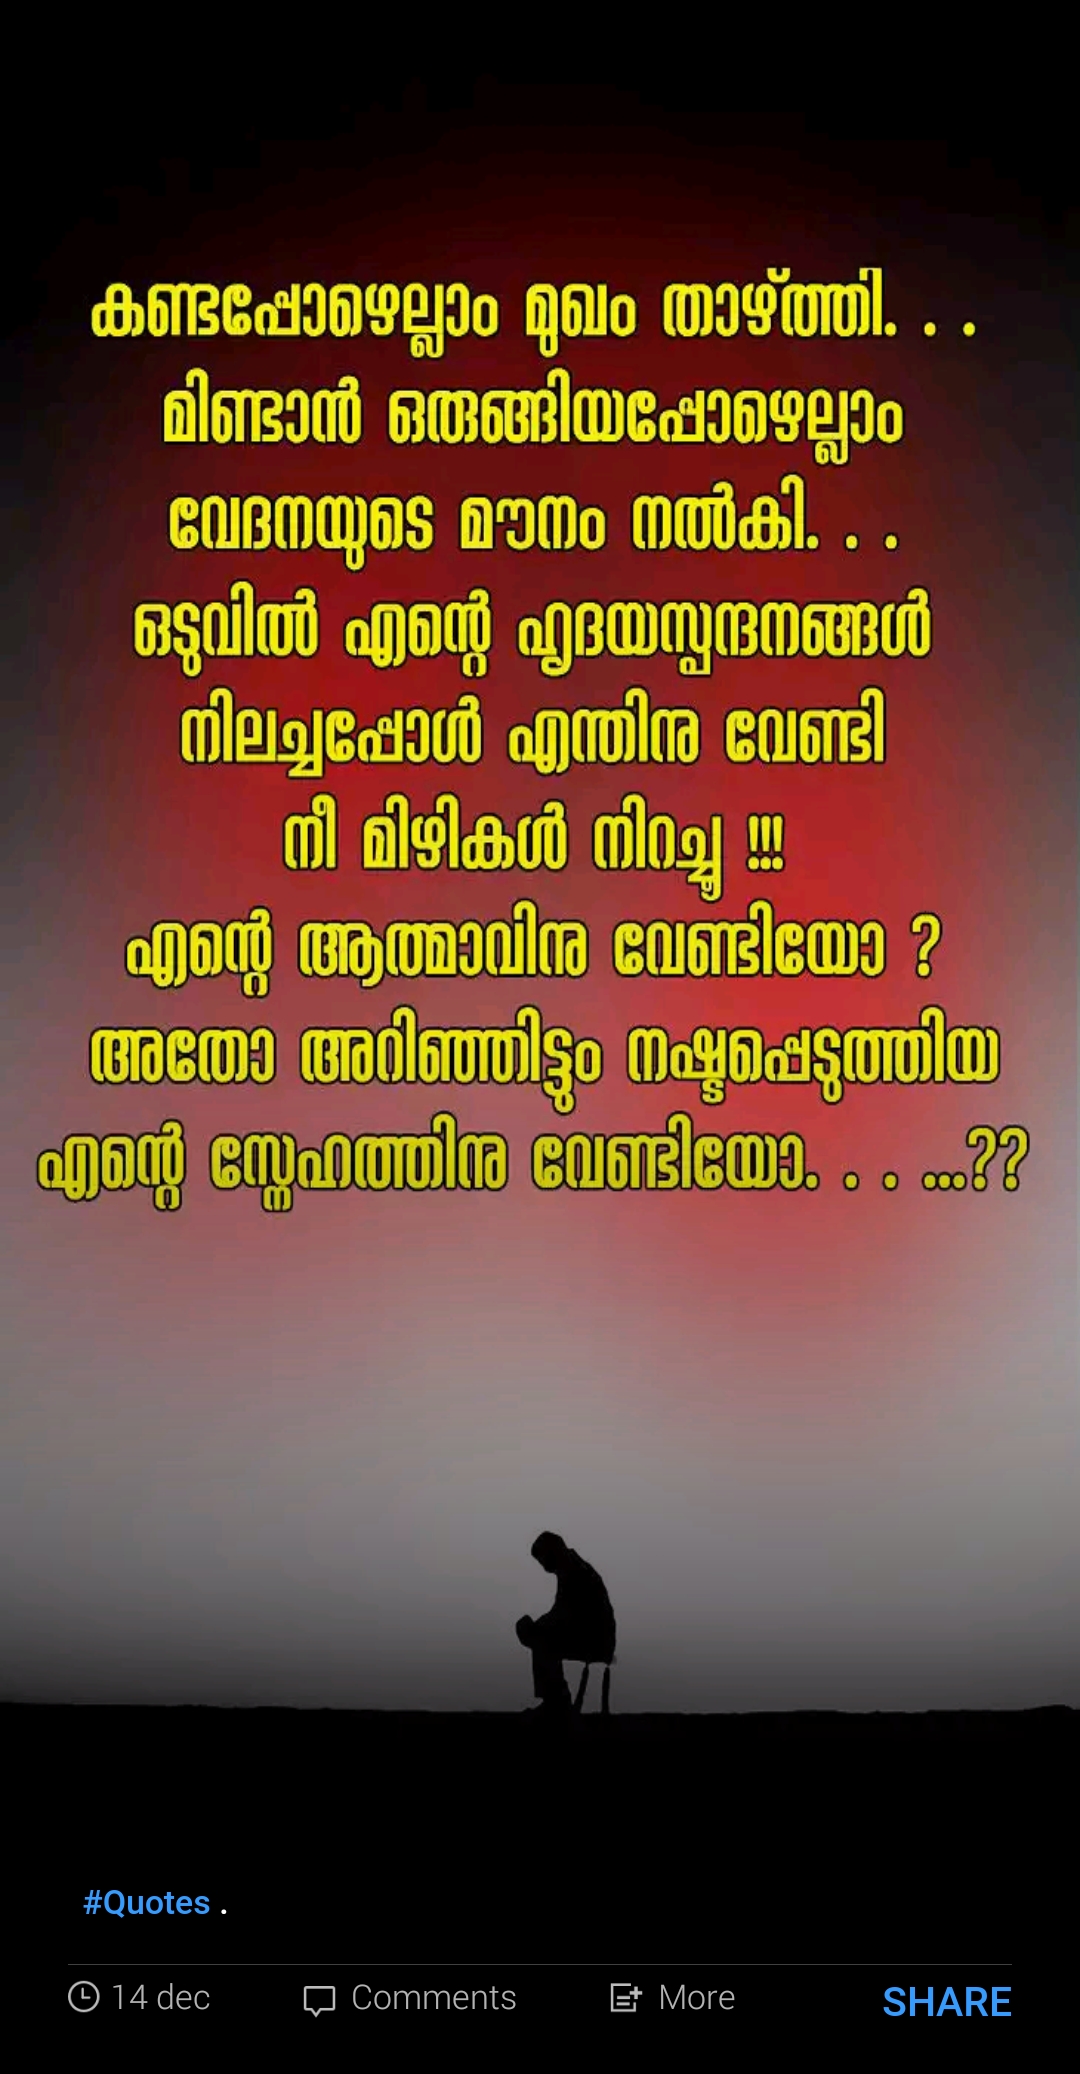 കണ്ടപ്പോഴെല്ലാം മുഖം താഴ്ത്തി. . .
മിണ്ടാൻ ഒരുങ്ങിയപ്പോഴെല്ലാം
വേദനയുടെ മൗനം നൽകി. . .
ഒടുവിൽ എന്റെ ഹൃദയസ്പന്ദനങ്ങൾ
നിലച്ചപ്പോൾ എന്തിനു വേണ്ടി
നീ മിഴികൾ നിറച്ചൂ !!!
എന്റെ ആത്മാവിനു വേണ്ടിയോ ?
അതോ അറിഞ്ഞിട്ടും നഷ്ടപ്പെടുത്തിയ
എന്റെ സ്നേഹത്തിനു വേണ്ടിയോ. . . ...??
#Quotes .
14 dec Comments More SHARE